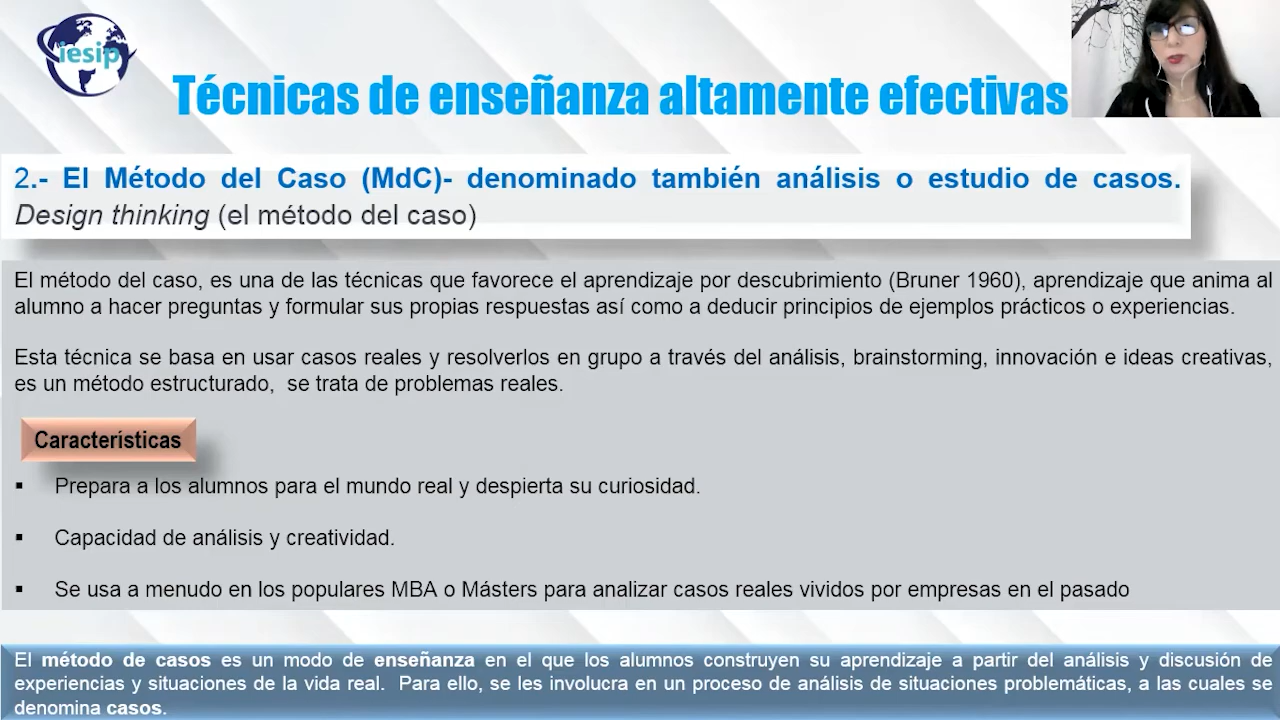 iesip
Técnicas de enseñanza altamente efectivas
2.- El Método del Caso (MdC)- denominado también análisis o estudio de casos.
Design thinking (el método del caso)
El método del caso, es una de las técnicas que favorece el aprendizaje por descubrimiento (Bruner 1960), aprendizaje que anima al
alumno a hacer preguntas y formular sus propias respuestas así como a deducir principios de ejemplos prácticos o experiencias.
Esta técnica se basa en usar casos reales y resolverlos en grupo a través del análisis, brainstorming, innovación e ideas creativas,
es un método estructurado, se trata de problemas reales.
Características
▪ Prepara a los alumnos para el mundo real y despierta su curiosidad.
▪ Capacidad de análisis y creatividad.
▪ Se usa a menudo en los populares MBA o Másters para analizar casos reales vividos por empresas en el pasado
El método de casos es un modo de enseñanza en el que los alumnos construyen su aprendizaje a partir del análisis y discusión de
experiencias y situaciones de la vida real. Para ello, se les involucra en un proceso de análisis de situaciones problemáticas, a las cuales se
denomina casos.